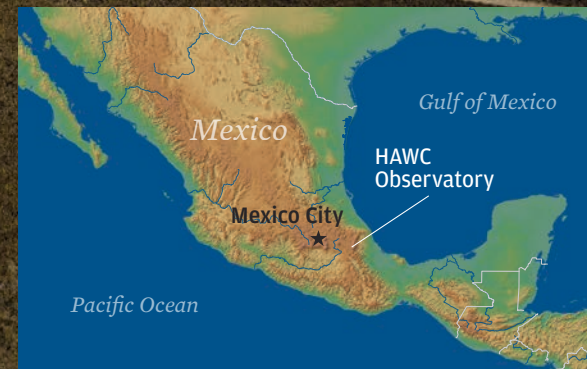 Gulf of Mexico
Mexico
HAWC
Observatory
Mexico City
Pacific Ocean